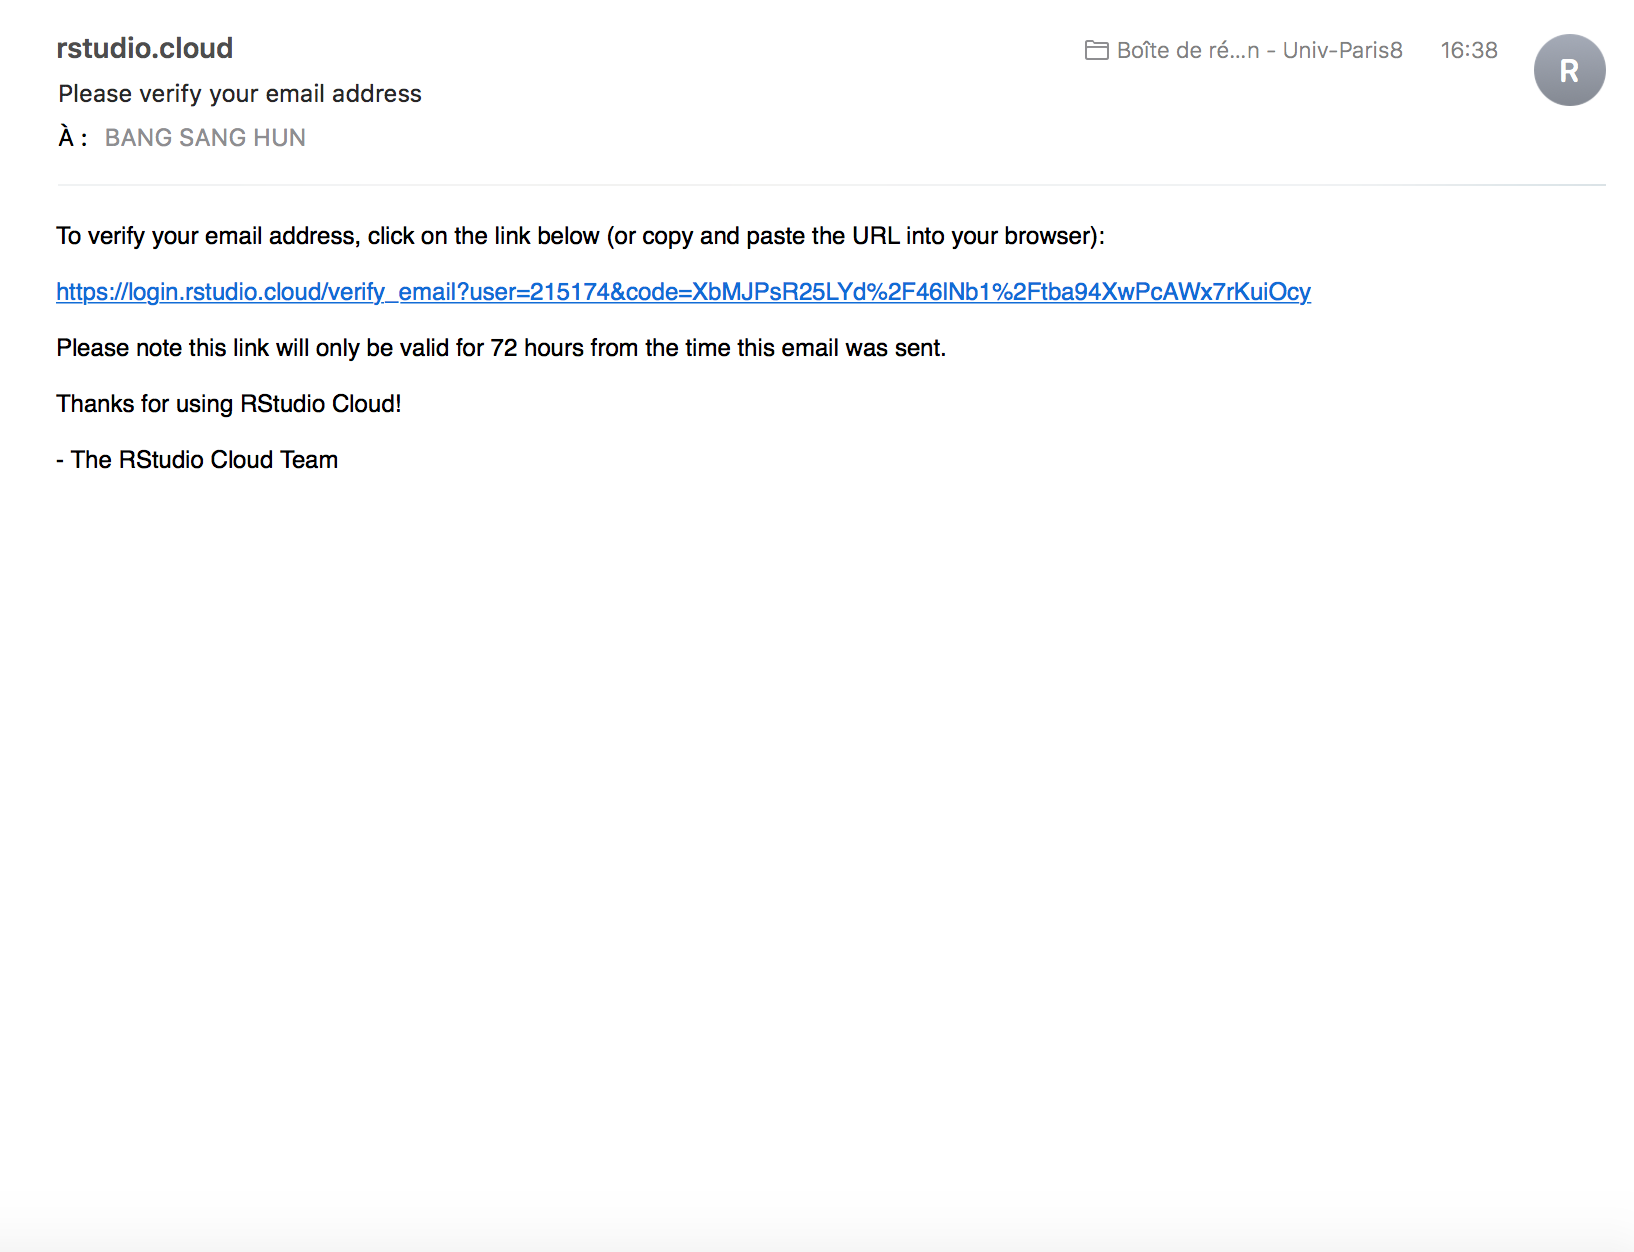 rstudio.cloud
Boîte de ré...n - Univ-Paris8 16:38
R
Please verify your email address
À : BANG SANG HUN
To verify your email address, click on the link below (or copy and paste the URL into your browser):
https://login.rstudio.cloud/verify_email?user=215174&code=XbMJPsR25LYd%2F46lNb1%2Ftba94XwPcAWx7rKuiOcy
Please note this link will only be valid for 72 hours from the time this email was sent.
Thanks for using RStudio Cloud!
- The RStudio Cloud Team